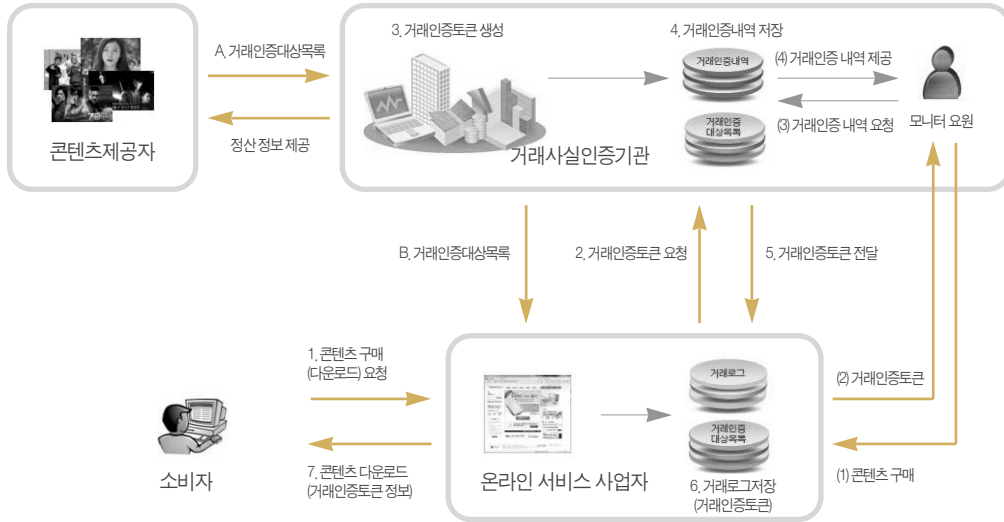 A. 거래인증대상목록
정산 정보 제공
콘텐츠제공자
3. 거래인증토큰 생성
거래사실인증기관
4. 거래인증내역 저장
거래인증내역
거래인증
대상목록
(4) 거래인증 내역 제공
(3) 거래인증 내역 요청
모니터 요원
B. 거래인증대상목록
2. 거래인증토큰 요청
5. 거래인증토큰 전달
1. 콘텐츠 구매
(다운로드) 요청
소비자
7. 콘텐츠 다운로드
(거래인증토큰 정보)
온라인 서비스 사업자
거래로그
거래인증
대상목록
6. 거래로그저장
(거래인증토큰)
(2) 거래인증토큰
(1) 콘텐츠 구매